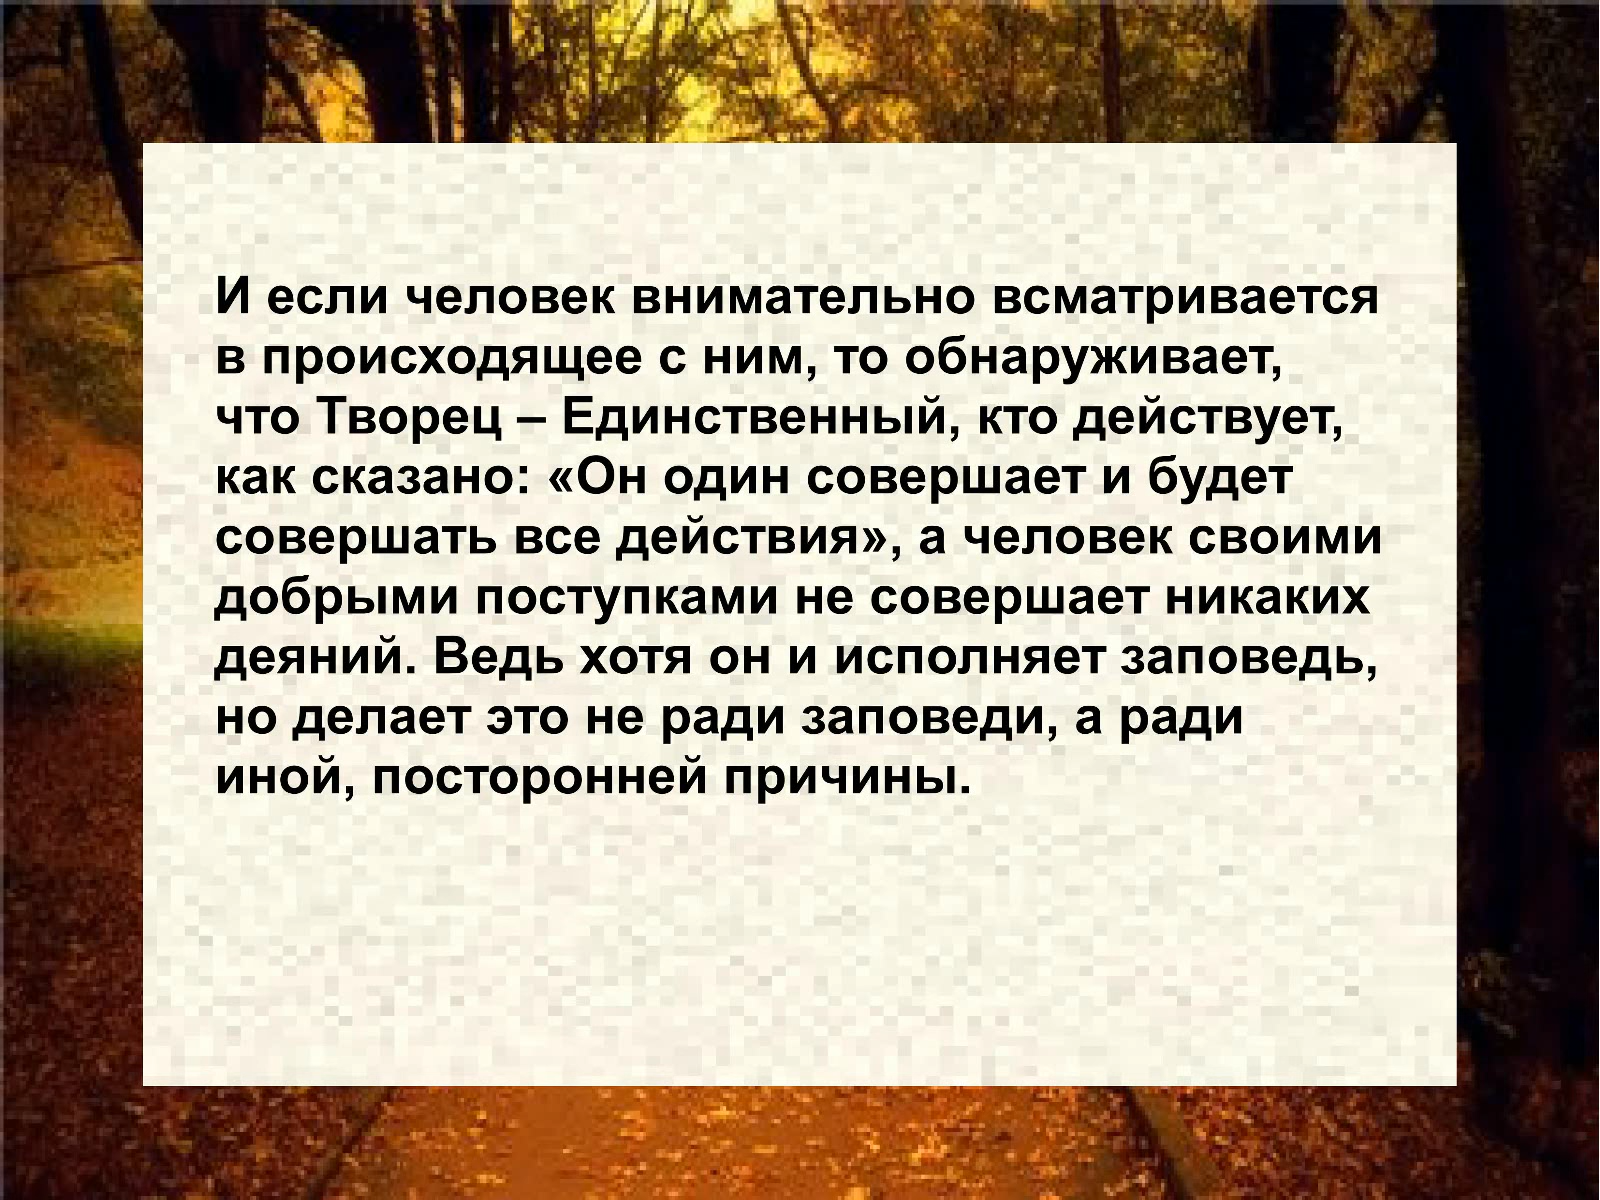 И если человек внимательно всматривается
в происходящее с ним, то обнаруживает,
что Творец – Единственный, кто действует,
как сказано: «Он один совершает и будет
совершать все действия», а человек своими
добрыми поступками не совершает никаких
деяний. Ведь хотя он и исполняет заповедь,
но делает это не ради заповеди, а ради
иной, посторонней причины.